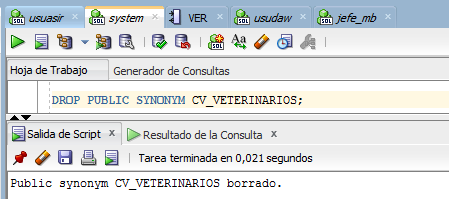 usuasir system VER usudaw jefe_mb
Hoja de Trabajo Generador de Consultas
DROP PUBLIC SYNONYM CV_VETERINARIOS;
Salida de Script x Resultado de la Consulta x
Tarea terminada en 0,021 segundos
Public synonym CV_VETERINARIOS borrado.